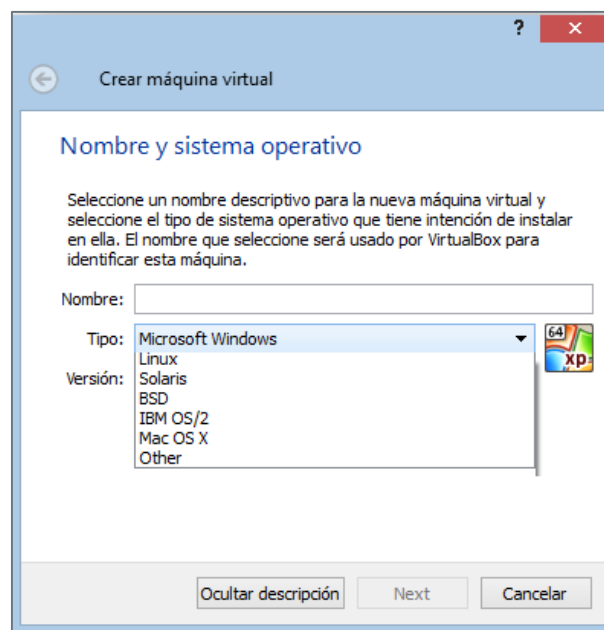 ?
Crear máquina virtual
Nombre y sistema operativo
Seleccione un nombre descriptivo para la nueva máquina virtual y
seleccione el tipo de sistema operativo que tiene intención de instalar
en ella. El nombre que seleccione será usado por VirtualBox para
identificar esta máquina.
Nombre:
Tipo: Microsoft Windows
64
xp
Linux
Versión: Solaris
BSD
IBM OS/2
Mac OS X
Other
Ocultar descripción Next Cancelar